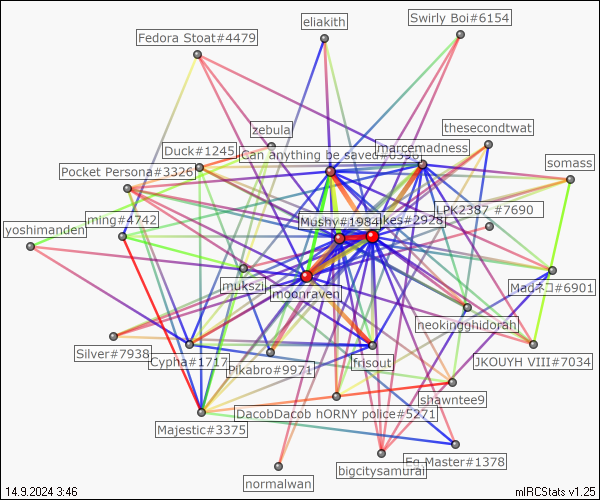 Swirly Boi#6154
eliakith
Fedora Stoat#4479
zebula
thesecondtwat
Duck#1245
marcemadness
Can anything be saved#6398
Pocket Persona#3326
somass
LPK2387 #7690
ming#4742
Mushy#1984
kes#2928
yoshimanden
mukszi
moonraven
Madネコ#6901
neokingghidorah
Silver#7938
Cypha#1717
Pikabro#9971
frisout
JKOUYH VIII#7034
shawntee9
DacobDacob hORNY police#5271
Majestic#3375
Eg Master#1378
bigcitysamurai
normalwan
14.9.2024 3:46
mIRCStats v1.25